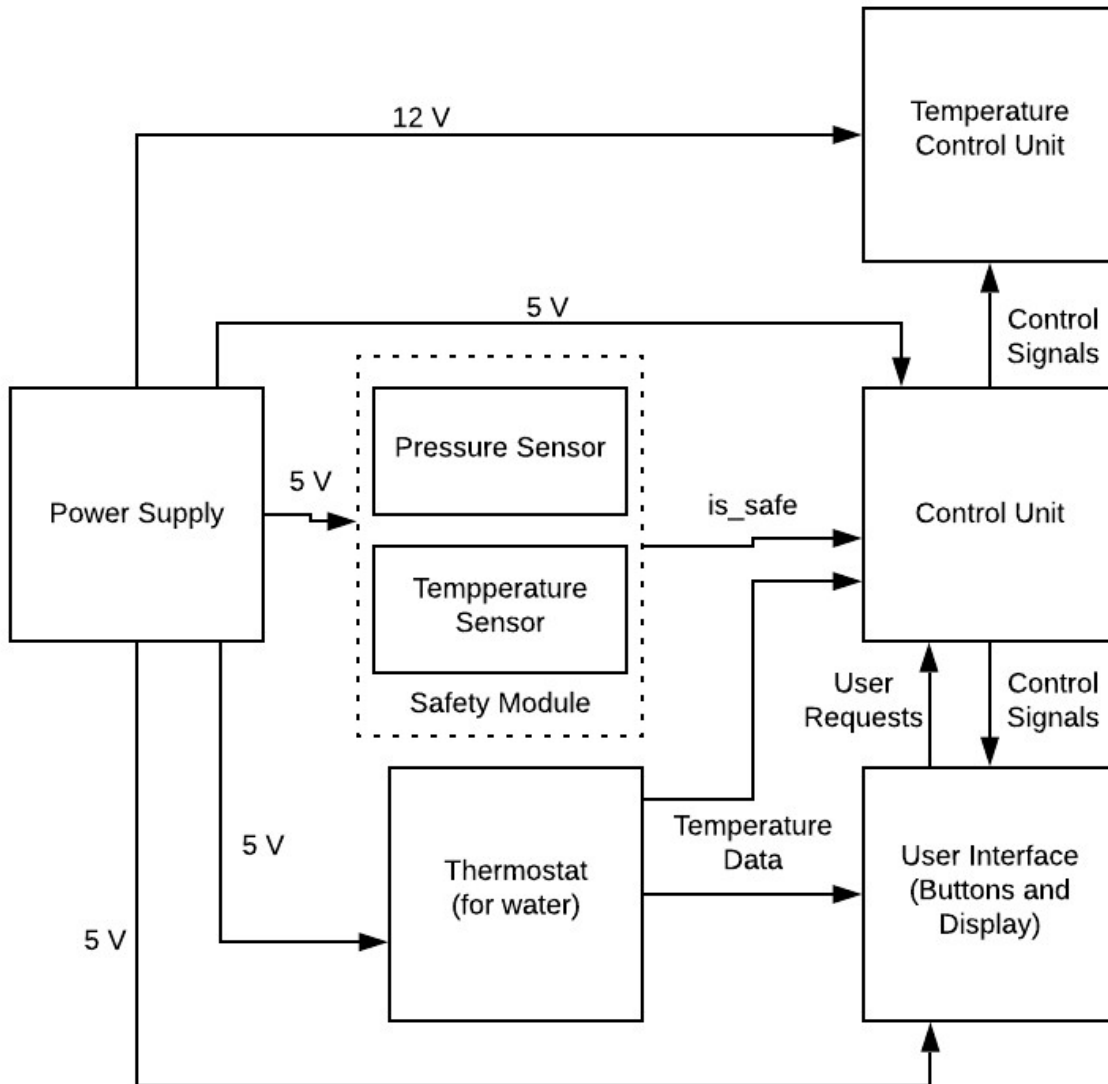 12 V
Temperature
Control Unit
5 V
Control
Signals
Power Supply
5 V
Pressure Sensor
Tempperature
Sensor
Safety Module
is_safe
Control Unit
User
Requests
Control
Signals
5 V
Thermostat
(for water)
Temperature
Data
User Interface
(Buttons and
Display)
5 V